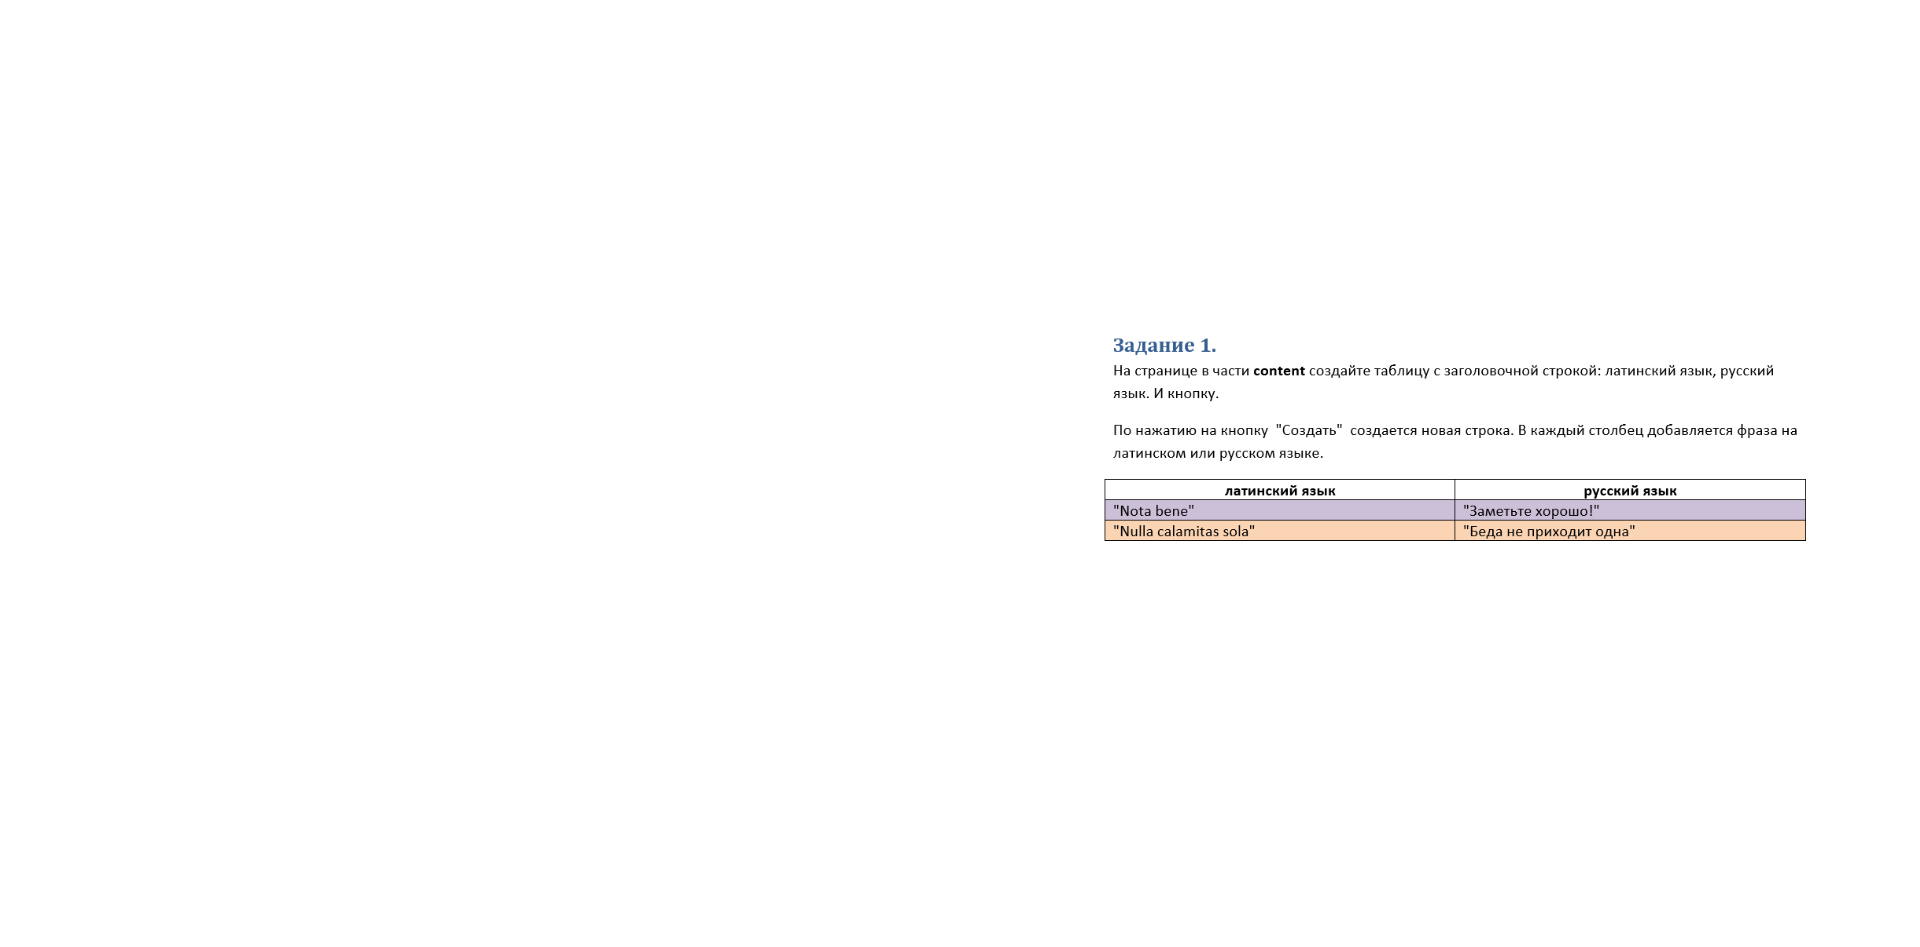 Задание 1.
На странице в части content создайте таблицу с заголовочной строкой: латинский язык, русский
язык. И кнопку.
По нажатию на кнопку "Создать" создается новая строка. В каждый столбец добавляется фраза на
латинском или русском языке.
латинский язык русский язык
"Nota bene" "Заметьте хорошо!"
"Nulla calamitas sola" "Беда не приходит одна"